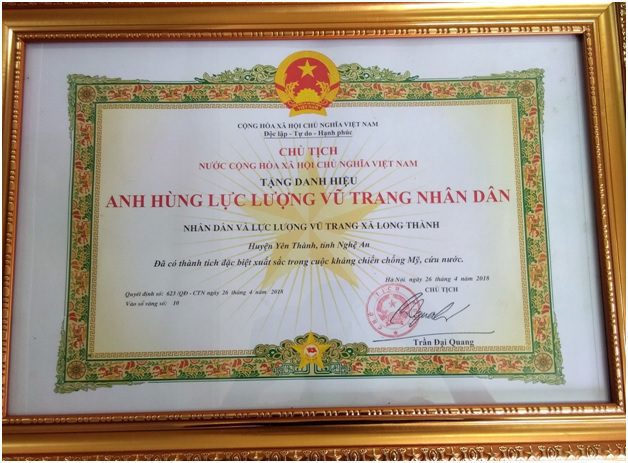 CỘNG HÒA XÃ HỘI CHỦ NGHĨA VIỆT NAM
Độc lập - Tự do - Hạnh phúc
CHỦ TỊCH
NƯỚC CỘNG HÒA XÃ HỘI CHỦ NGHĨA VIỆT NAM
TẶNG DANH HIỆU
ANH HÙNG LỰC LƯỢNG VŨ TRANG NHÂN DÂN
NHÂN DÂN VÀ LỰC LƯỢNG VŨ TRANG XÃ LONG THÀNH
Huyện Yên Thành, tỉnh Nghệ An
Đã có thành tích đặc biệt xuất sắc trong cuộc kháng chiến chống Mỹ, cứu nước.
Hà Nội, ngày 26 tháng 4 năm 2018
Quyết định số: 623 /QĐ - CTN ngày 26 tháng 4 năm 2018
CHỦ TỊCH
Vào sổ vàng số: 10
Trần Đại Quang